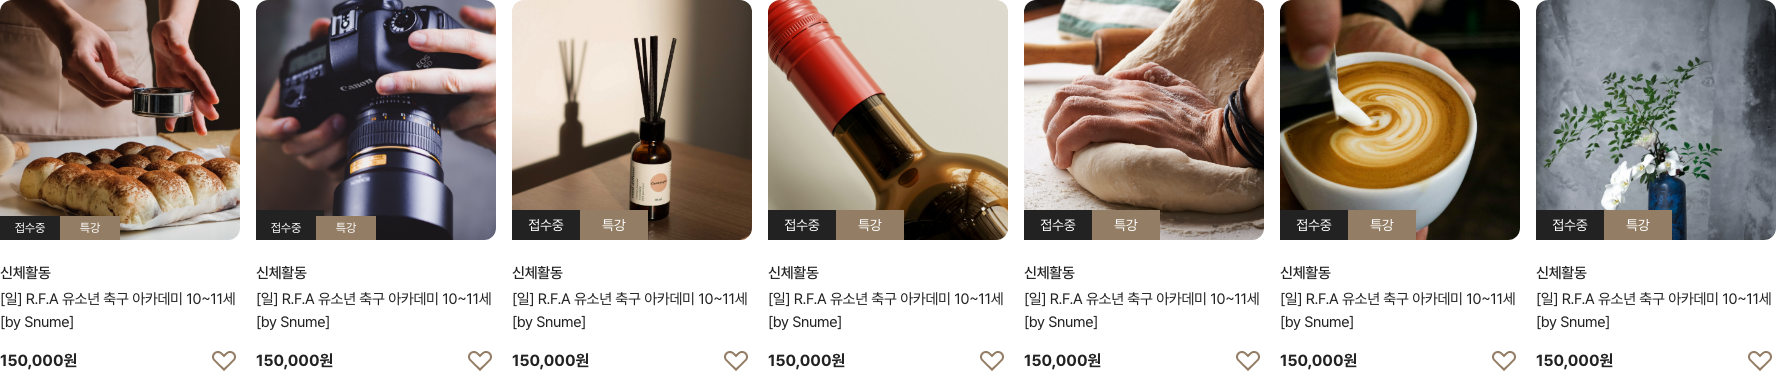 Canon
EOS
6D
접수중 특강
접수중 특강
접수중 특강
접수중 특강
접수중 특강
접수중 특강
접수중 특강
신체활동
[일] R.F.A 유소년 축구 아카데미 10~11세
[by Snume]
150,000원
신체활동
[일] R.F.A 유소년 축구 아카데미 10~11세
[by Snume]
150,000원
신체활동
[일] R.F.A 유소년 축구 아카데미 10~11세
[by Snume]
150,000원
신체활동
[일] R.F.A 유소년 축구 아카데미 10~11세
[by Snume]
150,000원
신체활동
[일] R.F.A 유소년 축구 아카데미 10~11세
[by Snume]
150,000원
신체활동
[일] R.F.A 유소년 축구 아카데미 10~11세
[by Snume]
150,000원
신체활동
[일] R.F.A 유소년 축구 아카데미 10~11세
[by Snume]
150,000원